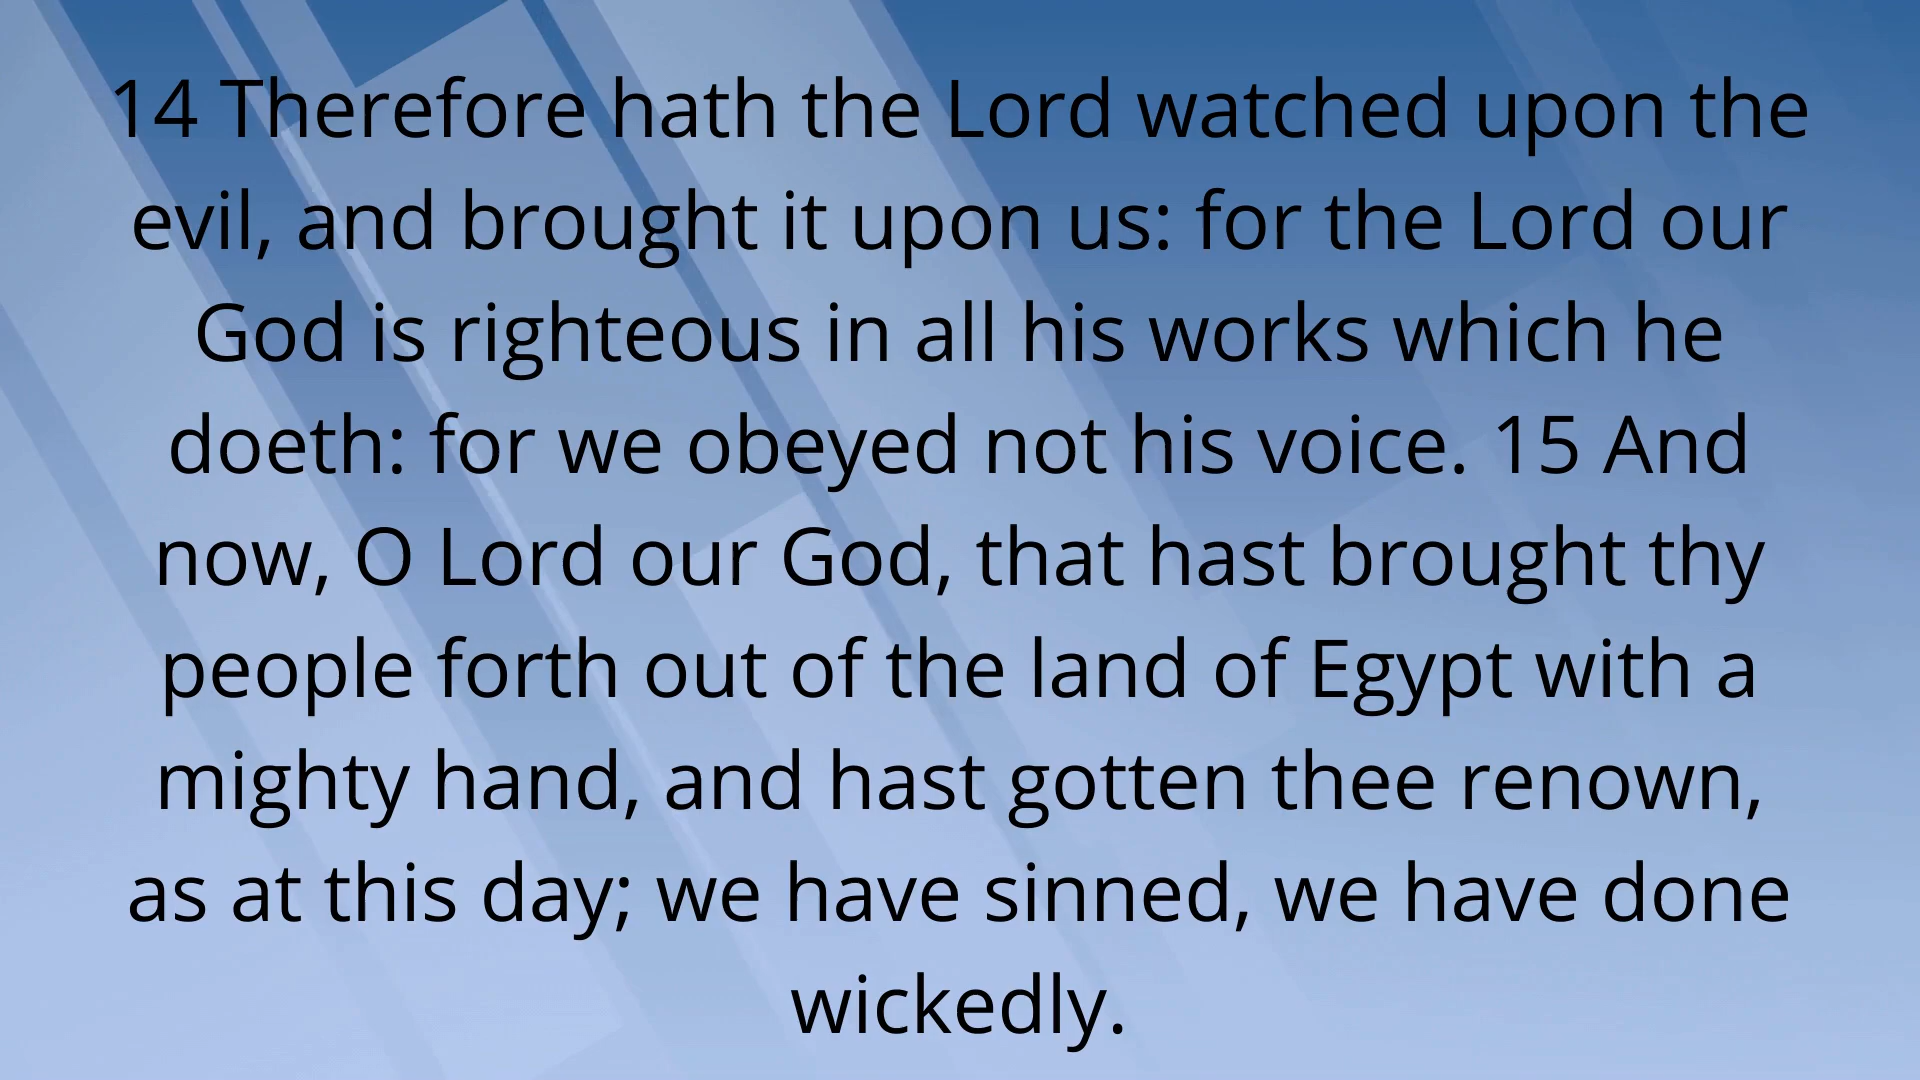 14 Therefore hath the Lord watched upon the
evil, and brought it upon us: for the Lord our
God is righteous in all his works which he
doeth: for we obeyed not his voice. 15 And
now, O Lord our God, that hast brought thy
people forth out of the land of Egypt with a
mighty hand, and hast gotten thee renown,
as at this day; we have sinned, we have done
wickedly.